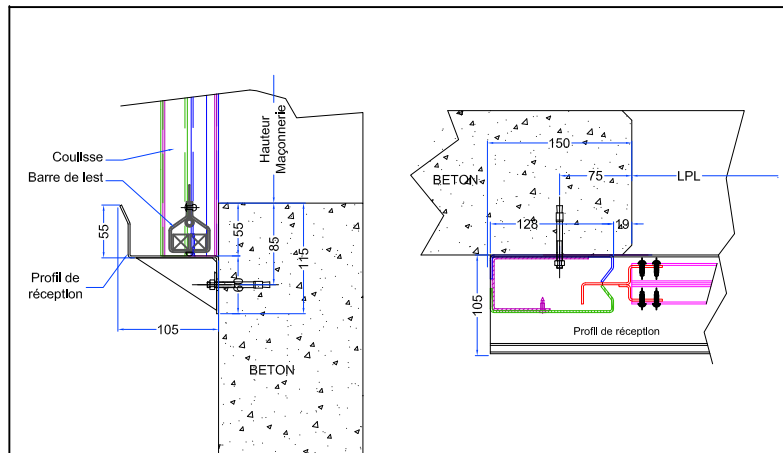 Hauteur
Maçonnerie
Coulisse
Barre de lest
55
55
85
115
60
Profil de
réception
105
BETON
150
BETON
75
LPL
128
19
105
Profil de réception